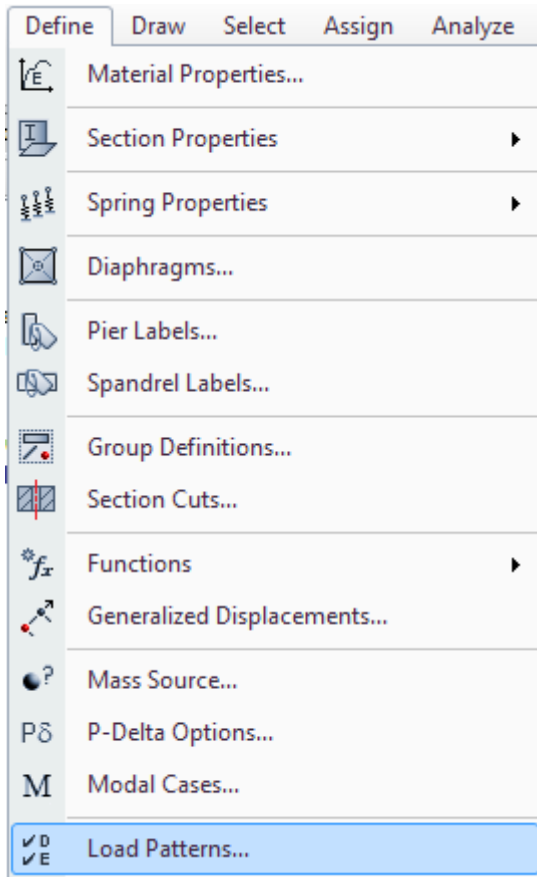 Define Draw Select Assign Analyze
Material Properties...
Section Properties
Spring Properties
Diaphragms...
Pier Labels...
Spandrel Labels...
Group Definitions...
Section Cuts...
Functions
Generalized Displacements...
Mass Source...
Pδ P-Delta Options...
M Modal Cases...
D E Load Patterns...